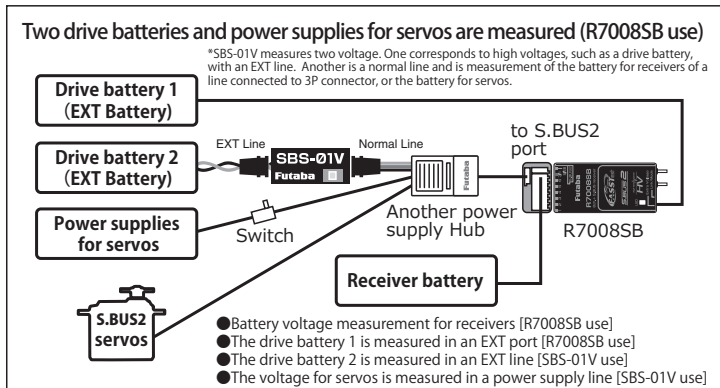 Two drive batteries and power supplies for servos are measured (R7008SB use)
*SBS-01V measures two voltage. One corresponds to high voltages, such as a drive battery,
with an EXT line. Another is a normal line and is measurement of the battery for receivers of a
line connected to 3P connector, or the battery for servos.
Drive battery 1
(EXT Battery)
Drive battery 2
(EXT Battery)
EXT Line
SBS-01V
Futaba
Normal Line
to S.BUS2
port
Futaba
Futaba
R7008SB
FASST
S.BUS2
HV
R7008SB
Power supplies
for servos
Switch
Another power
supply Hub
Receiver battery
S.BUS2
servos
●Battery voltage measurement for receivers [R7008SB use]
●The drive battery 1 is measured in an EXT port [R7008SB use]
●The drive battery 2 is measured in an EXT line [SBS-01V use]
●The voltage for servos is measured in a power supply line [SBS-01V use]